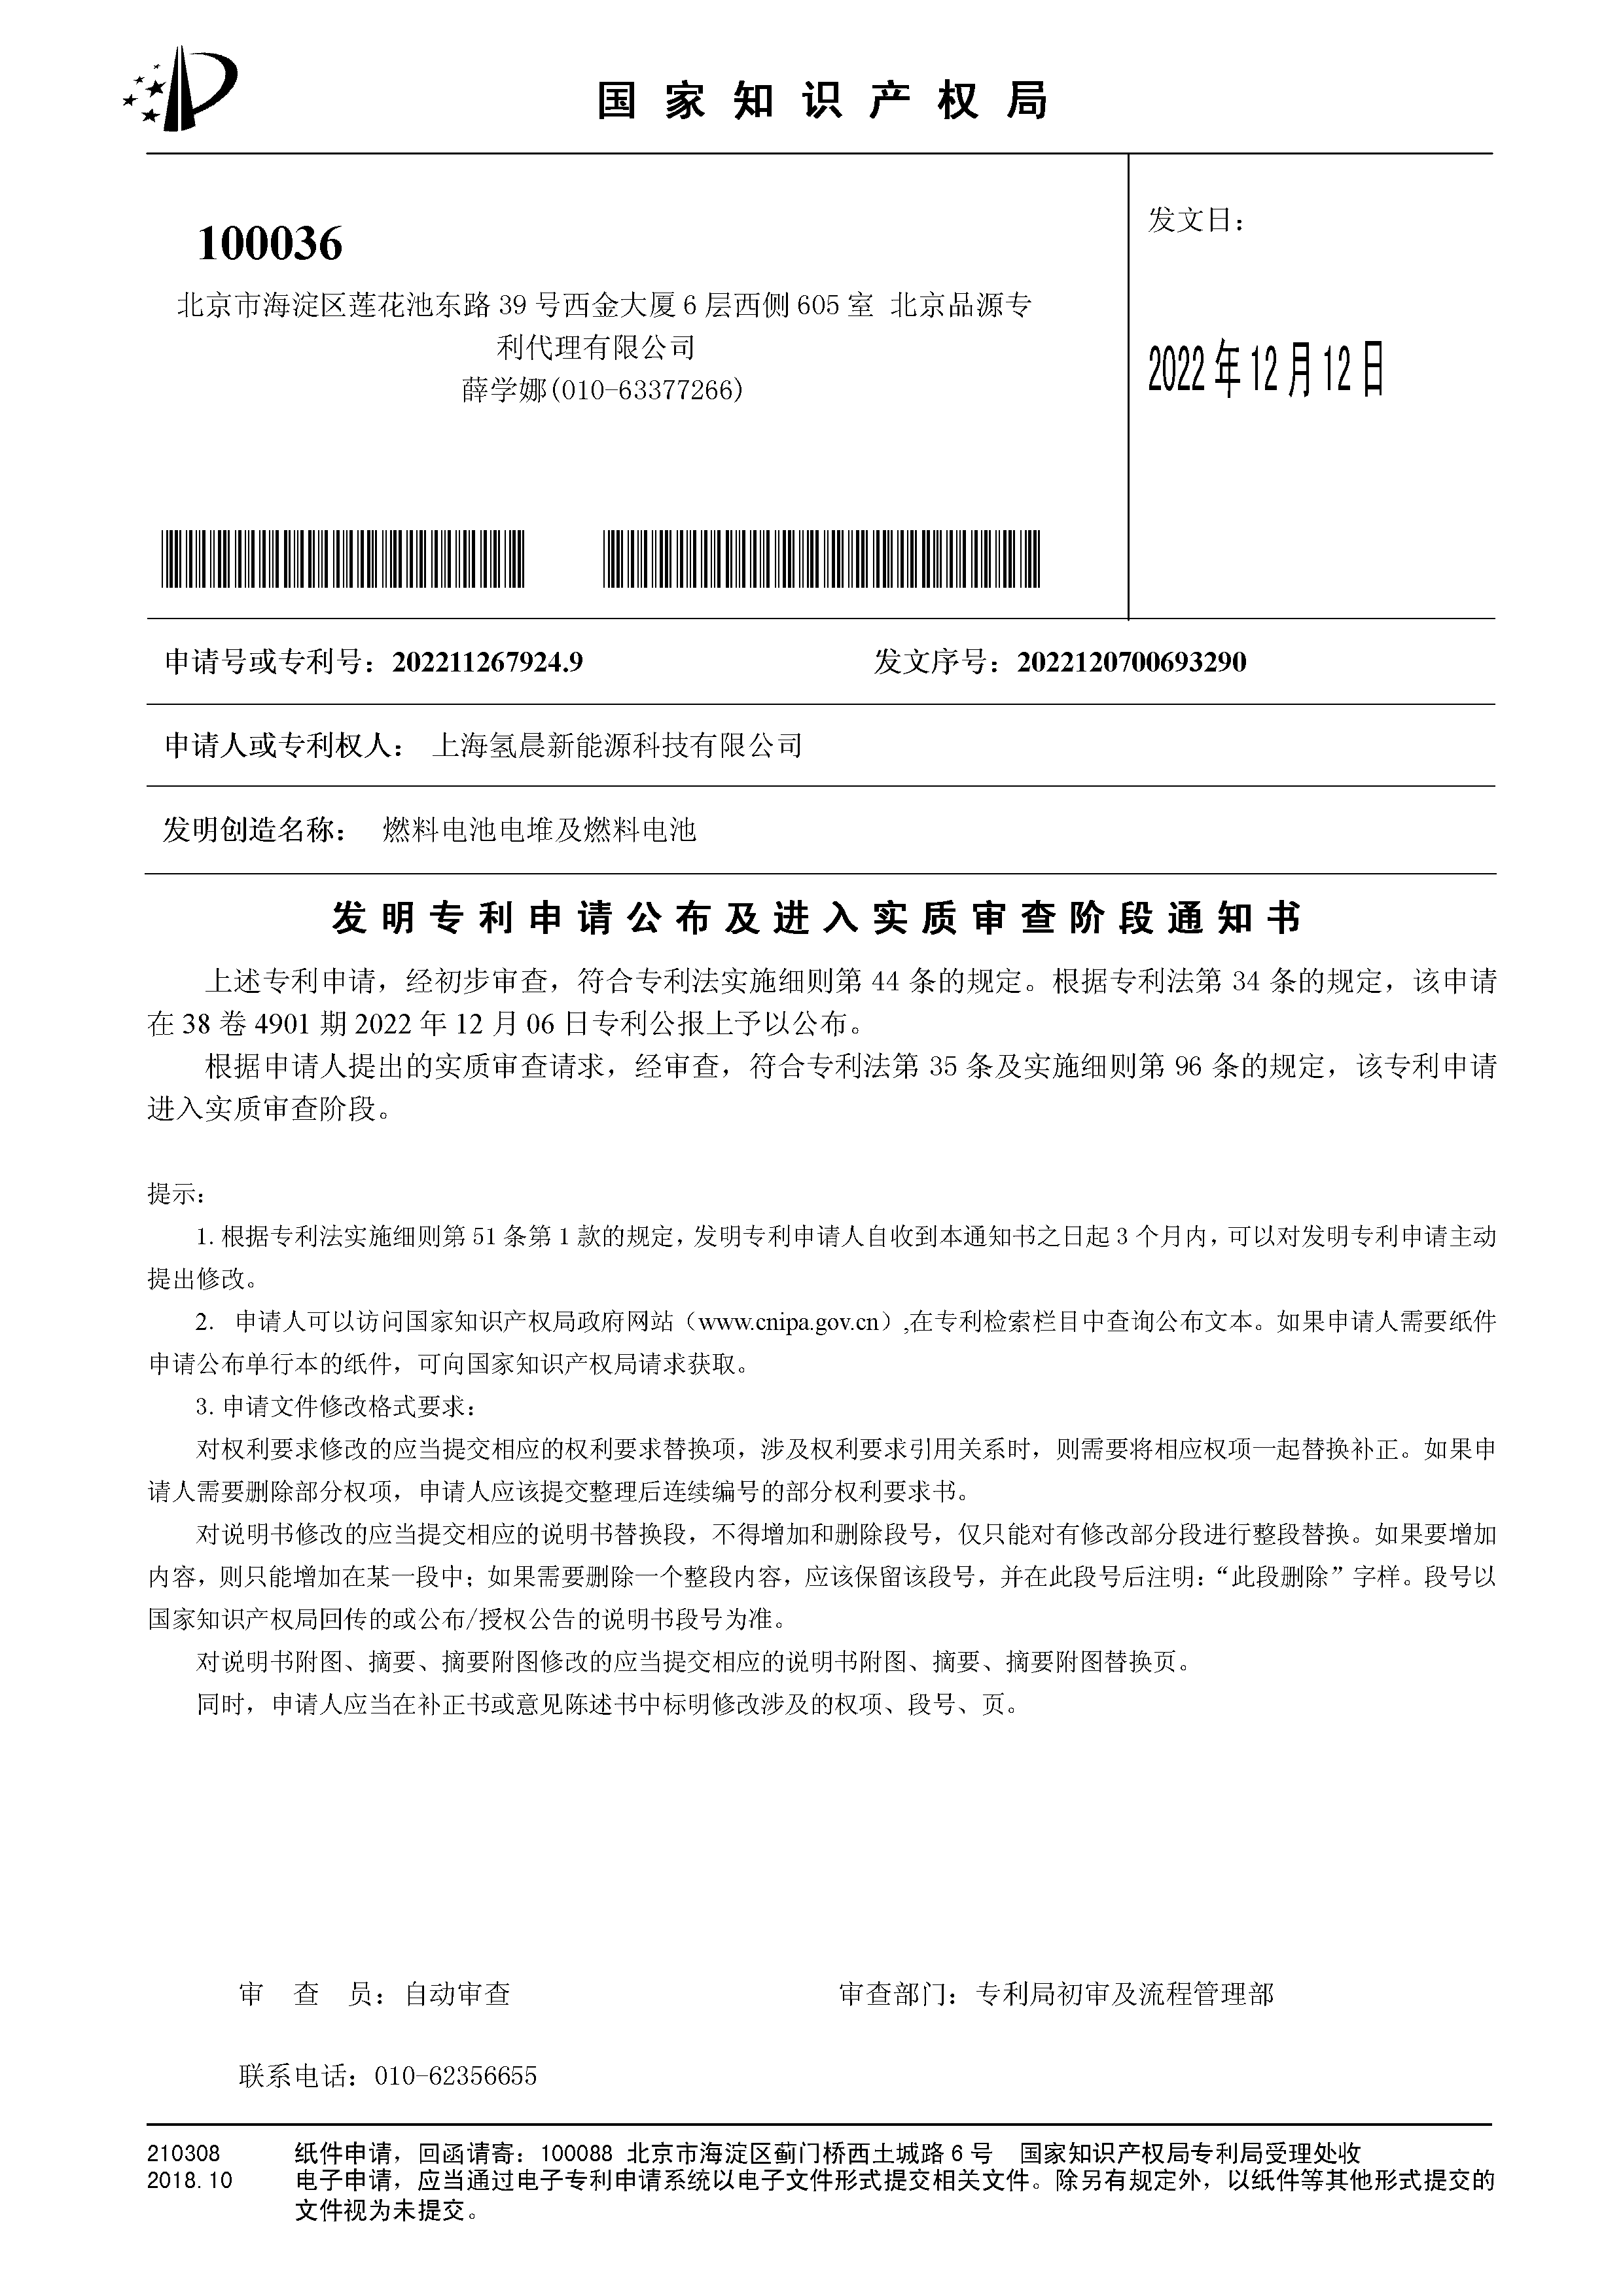 国家知识产权局
100036
北京市海淀区莲花池东路 39 号西金大厦 6 层西侧 605 室 北京品源专
利代理有限公司
薛学娜(010-63377266)
发文日：
2022 年 12 月 12 日
申请号或专利号：202211267924.9
发文序号：2022120700693290
申请人或专利权人： 上海氢晨新能源科技有限公司
发明创造名称： 燃料电池电堆及燃料电池
发明专利申请公布及进入实质审查阶段通知书
上述专利申请，经初步审查，符合专利法实施细则第 44 条的规定。根据专利法第 34 条的规定，该申请
在 38 卷 4901 期 2022 年 12 月 06 日专利公报上予以公布。
根据申请人提出的实质审查请求，经审查，符合专利法第 35 条及实施细则第 96 条的规定，该专利申请
进入实质审查阶段。
提示：
1. 根据专利法实施细则第 51 条第 1 款的规定，发明专利申请人自收到本通知书之日起 3 个月内，可以对发明专利申请主动
提出修改。
2. 申请人可以访问国家知识产权局政府网站（www.cnipa.gov.cn）,在专利检索栏目中查询公布文本。如果申请人需要纸件
申请公布单行本的纸件，可向国家知识产权局请求获取。
3. 申请文件修改格式要求：
对权利要求修改的应当提交相应的权利要求替换项，涉及权利要求引用关系时，则需要将相应权项一起替换补正。如果申
请人需要删除部分权项，申请人应该提交整理后连续编号的部分权利要求书。
对说明书修改的应当提交相应的说明书替换段，不得增加和删除段号，仅只能对有修改部分段进行整段替换。如果要增加
内容，则只能增加在某一段中；如果需要删除一个整段内容，应该保留该段号，并在此段号后注明：“此段删除”字样。段号以
国家知识产权局回传的或公布/授权公告的说明书段号为准。
对说明书附图、摘要、摘要附图修改的应当提交相应的说明书附图、摘要、摘要附图替换页。
同时，申请人应当在补正书或意见陈述书中标明修改涉及的权项、段号、页。
审 查 员：自动审查
审查部门：专利局初审及流程管理部
联系电话：010-62356655
210308 纸件申请，回函请寄：100088 北京市海淀区蓟门桥西土城路 6 号 国家知识产权局专利局受理处收
2018.10 电子申请，应当通过电子专利申请系统以电子文件形式提交相关文件。除另有规定外，以纸件等其他形式提交的
文件视为未提交。